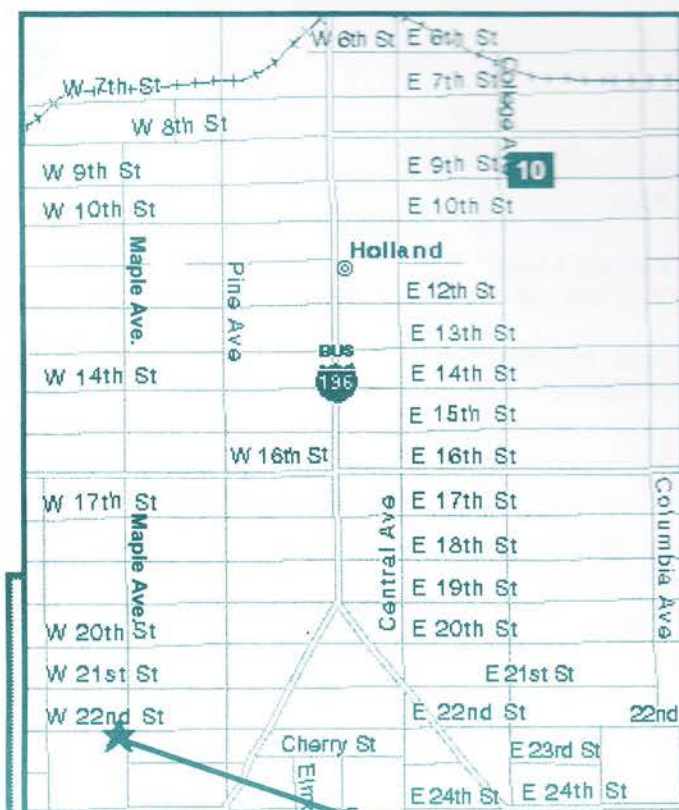 W 6th St E 6th St
W 7th St
E 7th St
College Ave
W 8th St
W 9th St
E 9th St
10
W 10th St
E 10th St
Maple Ave.
Pine Ave
Holland
E 12th St
E 13th St
BUS
196
W 14th St
E 14th St
E 15th St
W 16th St
E 16th St
W 17th St
Maple Ave.
Central Ave
E 17th St
Columbia Ave
E 18th St
E 19th St
W 20th St
E 20th St
W 21st St
E 21st St
W 22nd St
E 22nd St
22nd
Cherry St
E 23rd St
E 24th St
E 24th St